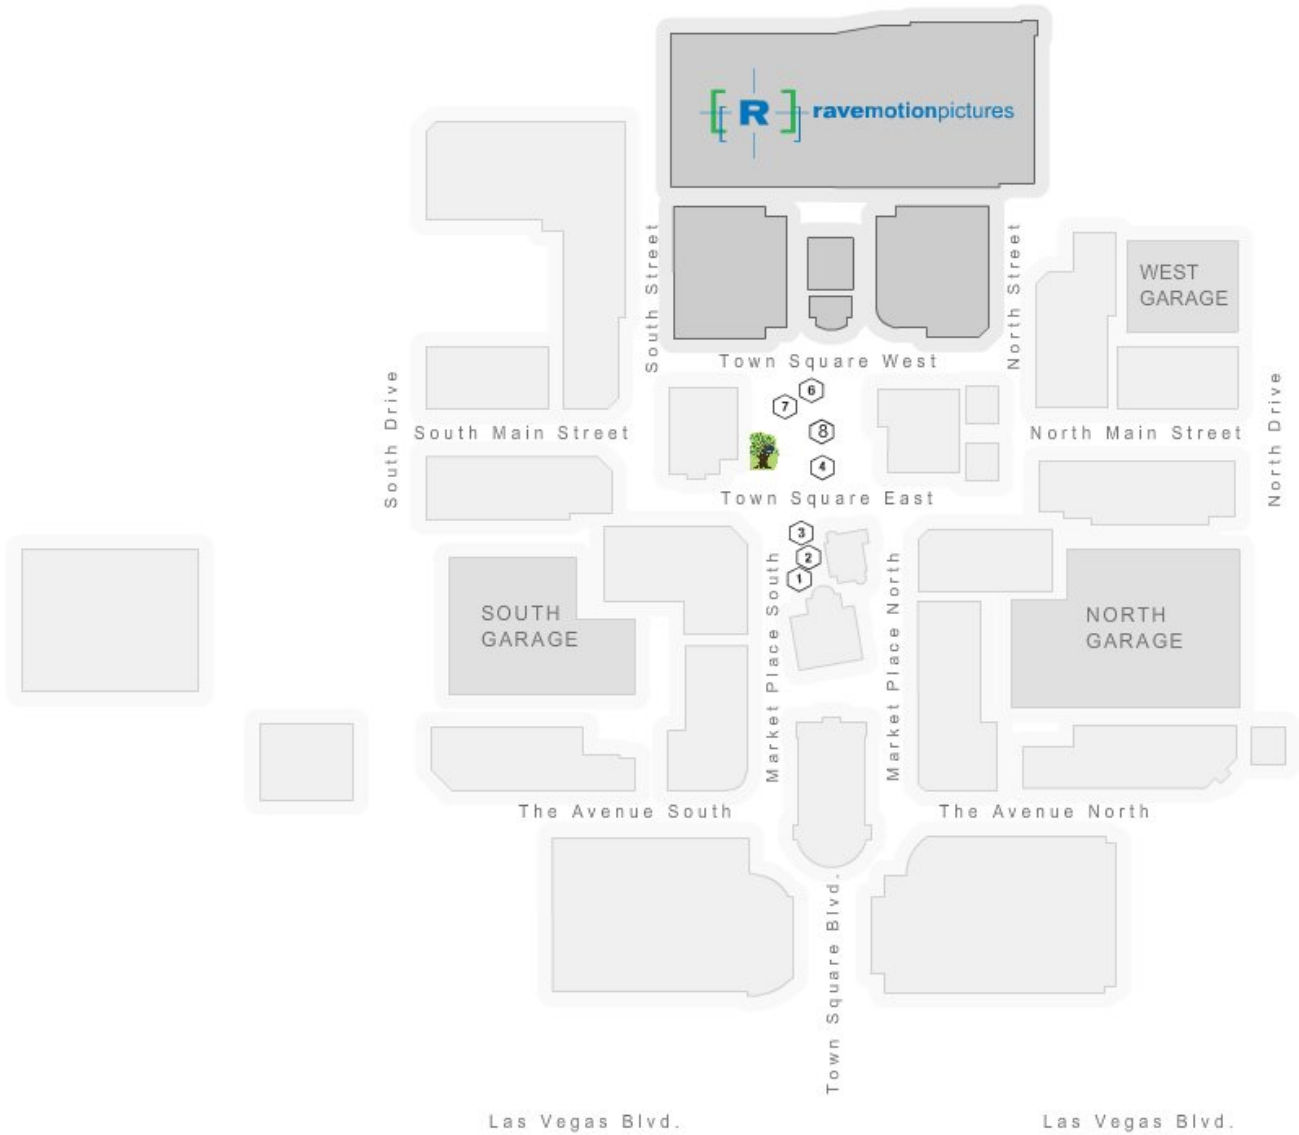 [ R ] ravemotionpictures
South Street
North Street
WEST
GARAGE
Town Square West
6
7
8
4
South Drive
South Main Street
North Main Street
North Drive
Town Square East
3
2
1
Market Place South
Market Place North
SOUTH
GARAGE
NORTH
GARAGE
The Avenue South
The Avenue North
Town Square Blvd.
Las Vegas Blvd.
Las Vegas Blvd.